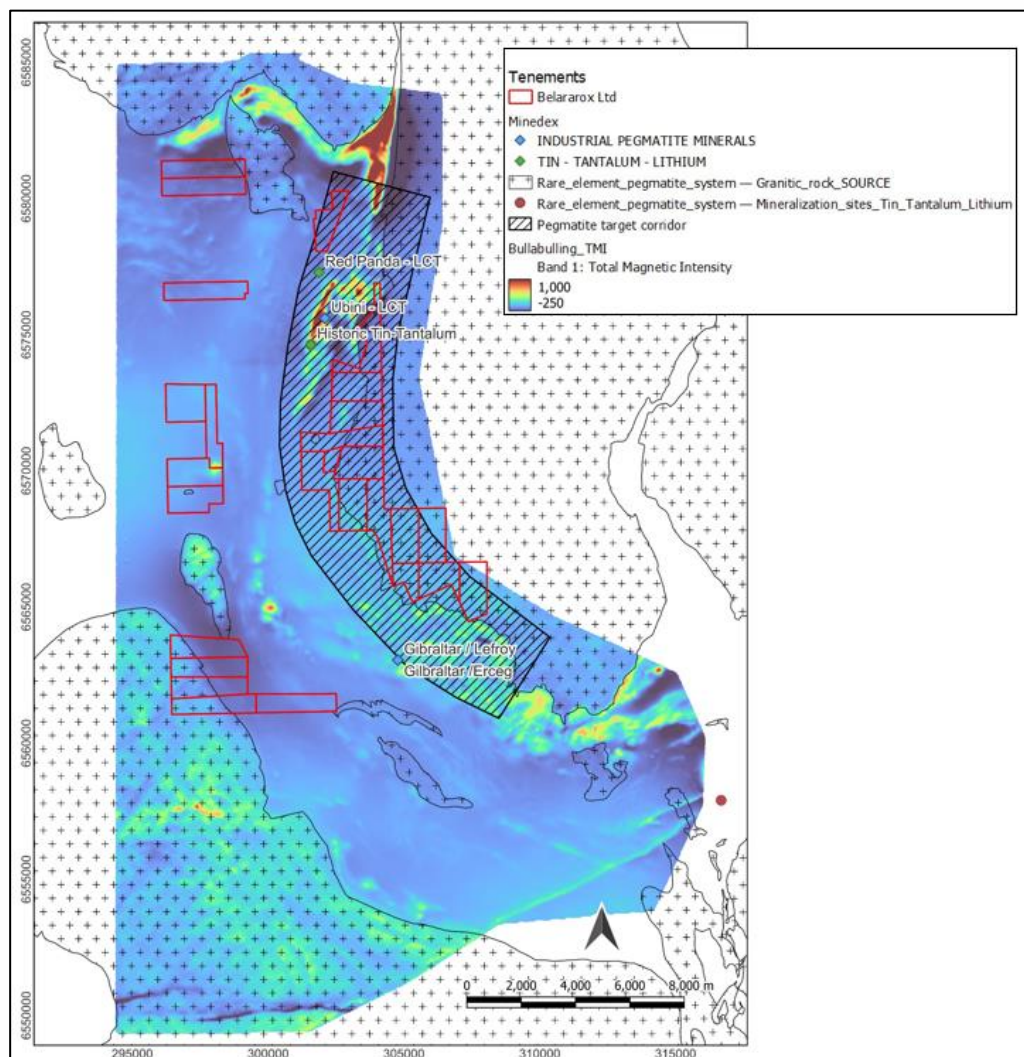 Tenements
Belararox Ltd
Minedex
INDUSTRIAL PEGMATITE MINERALS
TIN - TANTALUM - LITHIUM
Rare_element_pegmatite_system — Granitic_rock_SOURCE
Rare_element_pegmatite_system — Mineralization_sites_Tin_Tantalum_Lithium
Pegmatite target corridor
Bullabulling_TMI
Band 1: Total Magnetic Intensity
1,000
-250
6585000
6580000
6575000
6570000
6565000
6560000
6555000
6550000
Red Panda - LCT
Ubini - LCT
Historic Tin-Tantalum
Gibraltar / Lefroy
Gilbraltar /Erceg
0 2,000 4,000 6,000 8,000 m
295000 300000 305000 310000 315000